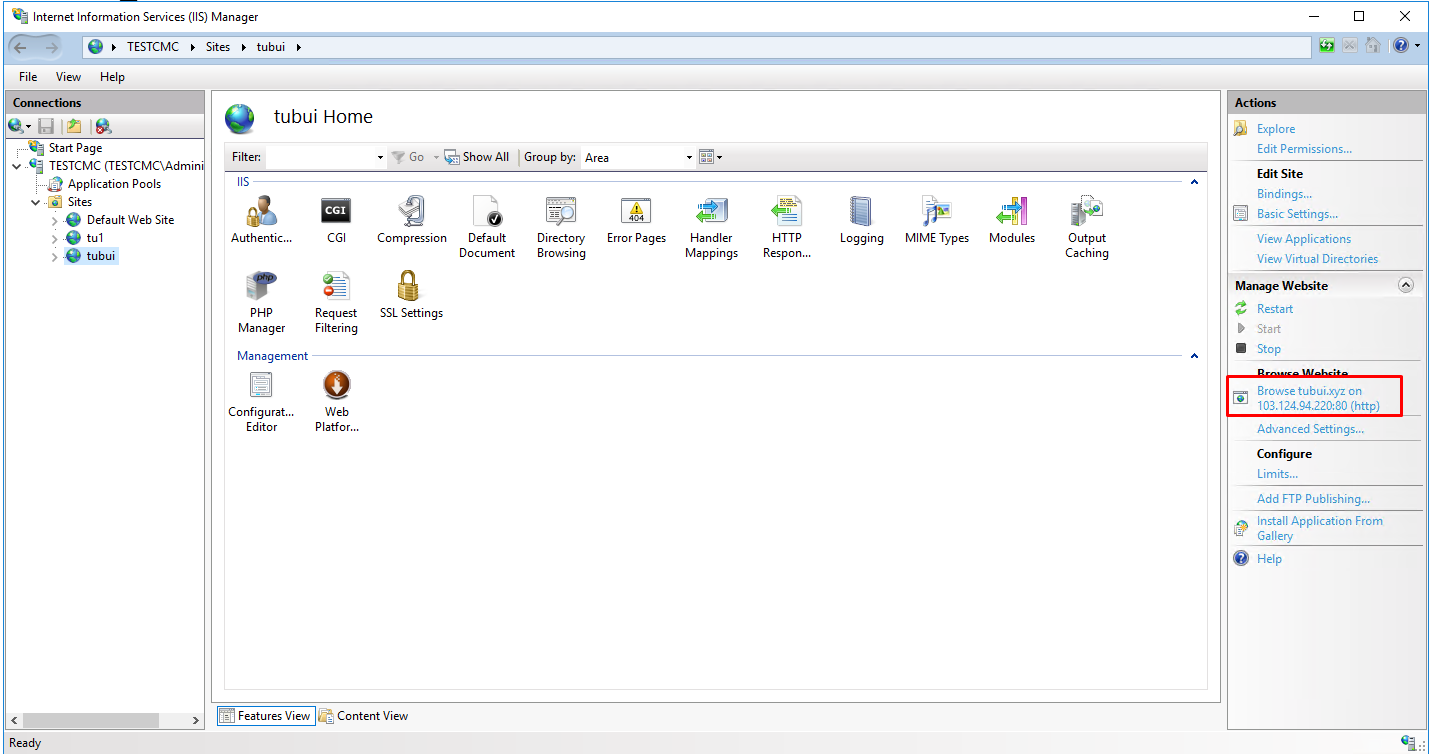 Internet Information Services (IIS) Manager
TESTCMC Sites tubui
File View Help
Connections
Start Page
TESTCMC (TESTCMC\Admini
Application Pools
Sites
Default Web Site
tu1
tubui
tubui Home
Filter: Go Show All Group by: Area
IIS
Authentic...
CGI
CGI
Compression
Default
Document
Directory
Browsing
404
Error Pages
Handler
Mappings
HTTP
Respon...
Logging
MIME Types
Modules
Output
Caching
php
PHP
Manager
Request
Filtering
SSL Settings
Management
Configurat...
Editor
Web
Platfor...
Features View Content View
Actions
Explore
Edit Permissions...
Edit Site
Bindings...
Basic Settings...
View Applications
View Virtual Directories
Manage Website
Restart
Start
Stop
Browse Website
Browse tubui.xyz on
103.124.94.220:80 (http)
Advanced Settings...
Configure
Limits...
Add FTP Publishing...
Install Application From
Gallery
Help
Ready